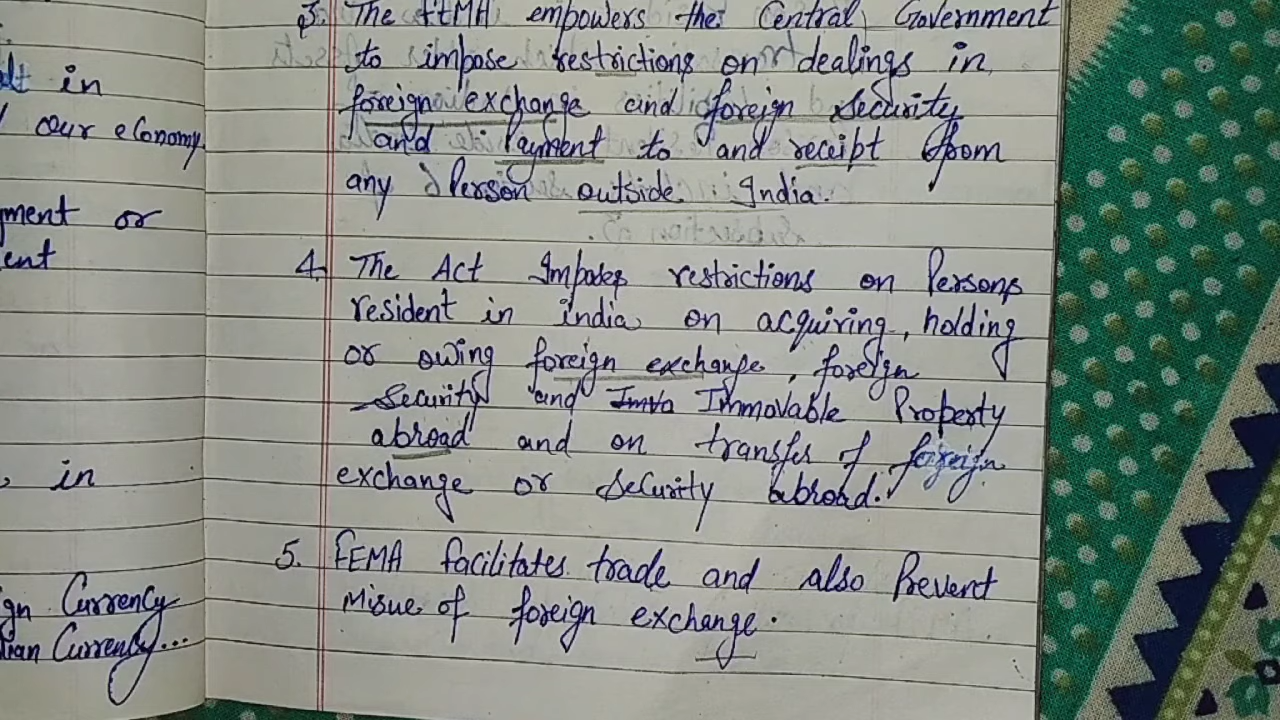 lt in
our economy
ment or
ent
, in
gn Currency
ian Currency...
3. The FEMA empowers the Central Government
to impose restrictions on dealings in
foreign exchange and foreign security
and Payment to and receipt from
any Person outside India.
4. The Act Imposes restrictions on Persons
resident in india on acquiring, holding
or owing foreign exchange, foreign
Security and Imva Immovable Property
abroad and on transfer of foreign
exchange or security abroad.
5. FEMA facilitates trade and also Prevent
Misue of foreign exchange.